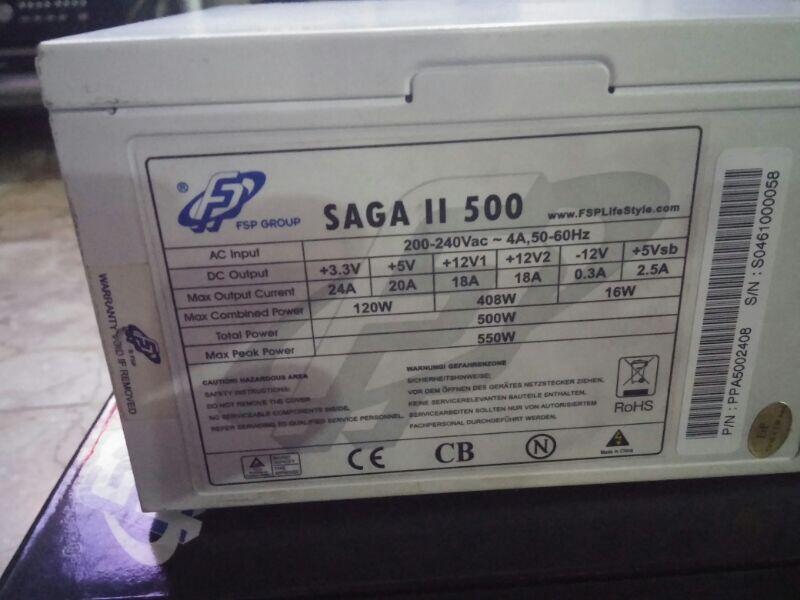 ® FSP GROUP
SAGA II 500
www.FSPLifeStyle.com
AC Input 200-240Vac ~ 4A,50-60Hz
DC Output +3.3V +5V +12V1 +12V2 -12V +5Vsb
Max Output Current 24A 20A 18A 18A 0.3A 2.5A
Max Combined Power 120W 408W 16W
Total Power 500W
Max Peak Power 550W
CAUTION! HAZARDOUS AREA
SAFETY INSTRUCTIONS:
DO NOT REMOVE THE COVER
NO SERVICEABLE COMPONENTS INSIDE,
REFER SERVICING TO QUALIFIED SERVICE PERSONNEL.
WARNUNG! GEFAHRENZONE
SICHERHEITSHINWEISE:
VOR DEM ÖFFNEN DES GERÄTES NETZSTECKER ZIEHEN,
KEINE SERVICERELEVANTEN BAUTEILE ENTHALTEN.
SERVICEARBEITEN SOLLTEN NUR VON AUTORISIERTEM
FACHPERSONAL DURCHGEFÜHRT WERDEN.
RoHS
CE CB N
Made in China
WARRANTY VOID IF REMOVED
FSP
S/N : S0461000058
P/N : PPA5002408